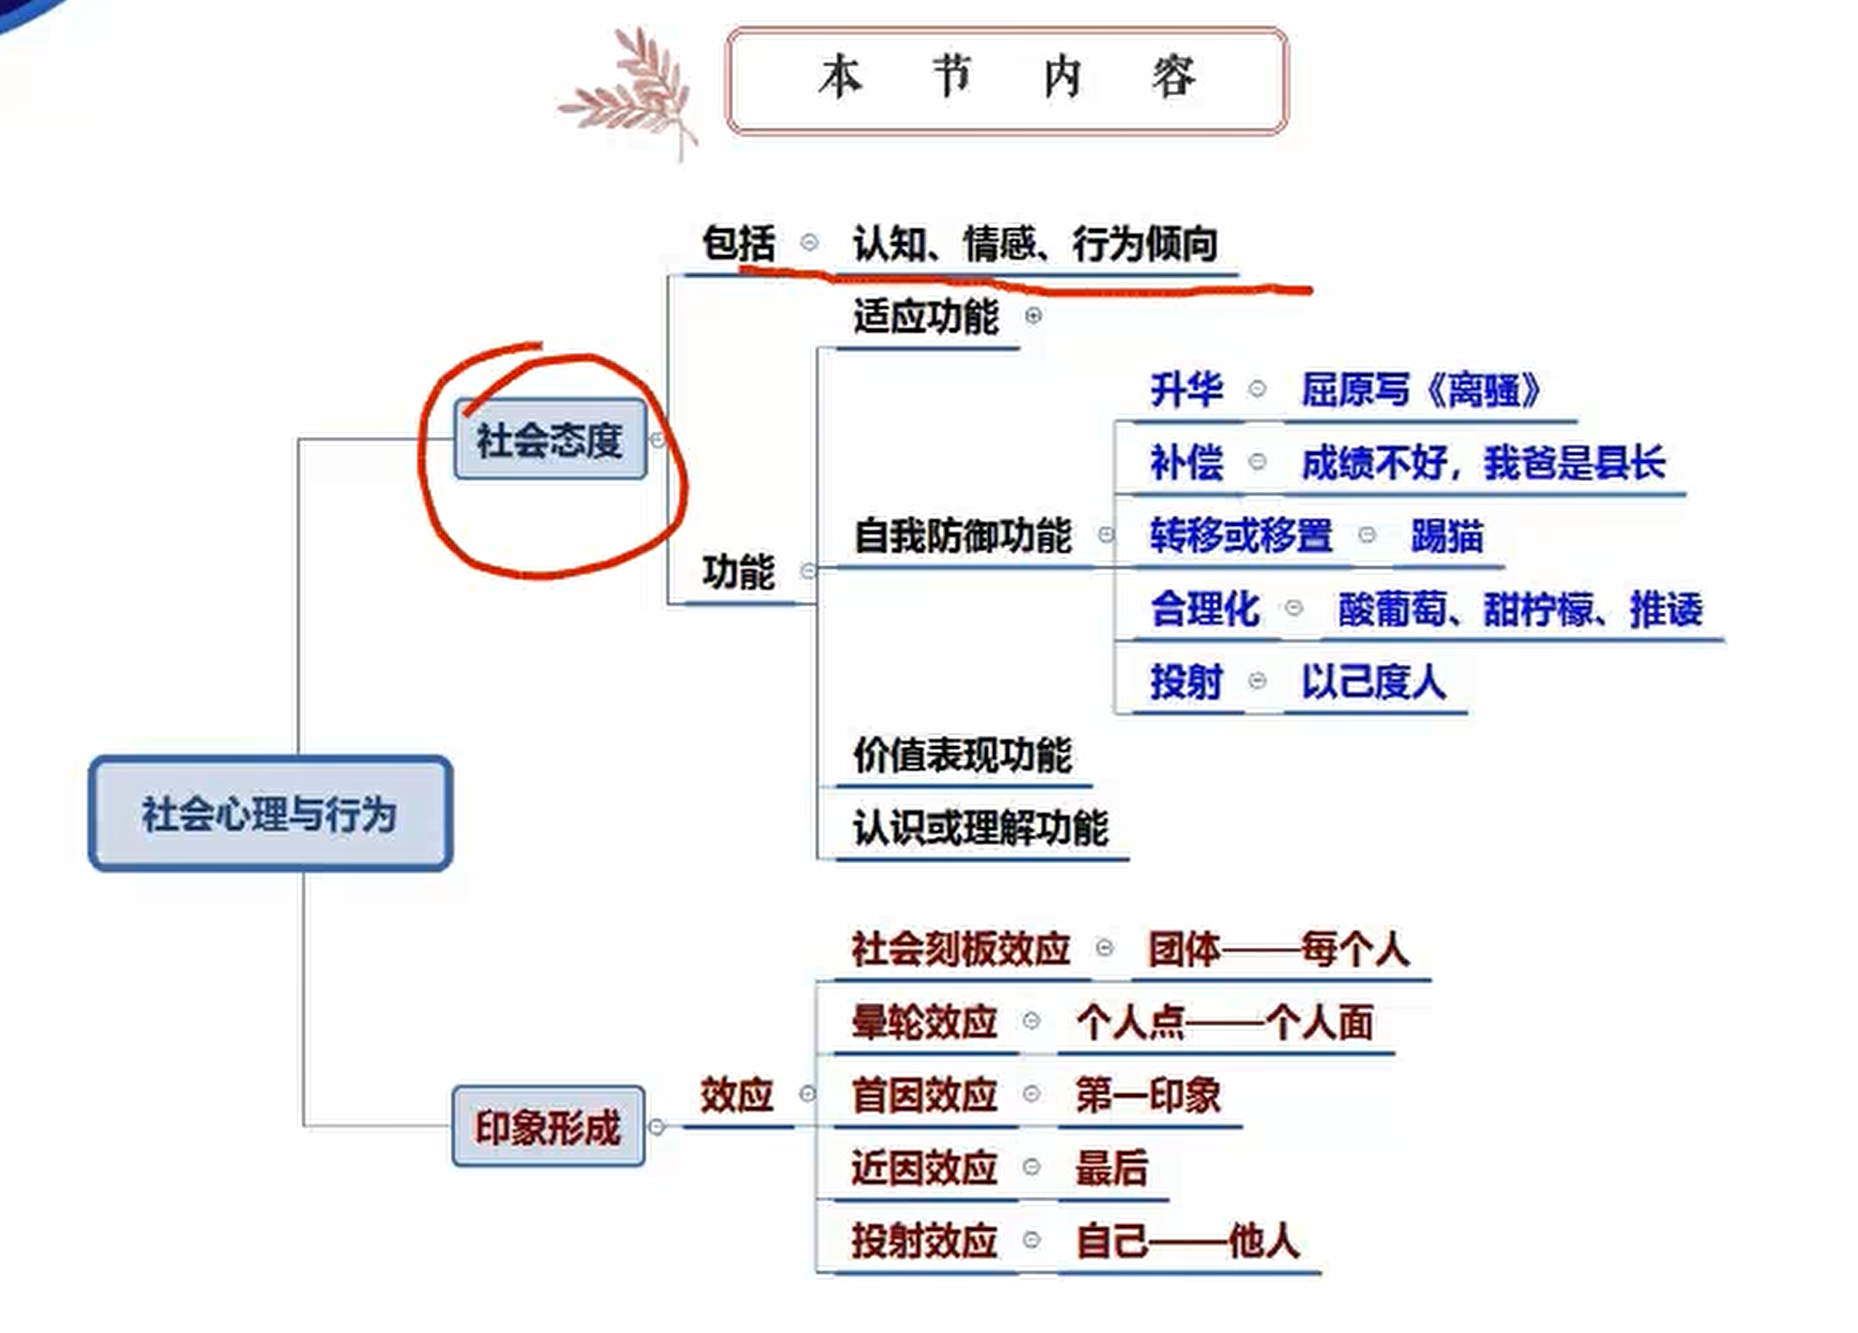 本节内容
包括 认知、情感、行为倾向
适应功能
升华 屈原写《离骚》
社会态度
补偿 成绩不好，我爸是县长
自我防御功能 转移或移置 踢猫
功能
合理化 酸葡萄、甜柠檬、推诿
投射 以己度人
价值表现功能
社会心理与行为
认识或理解功能
社会刻板效应 团体——每个人
晕轮效应 个人点——个人面
效应 首因效应 第一印象
印象形成
近因效应 最后
投射效应 自己——他人